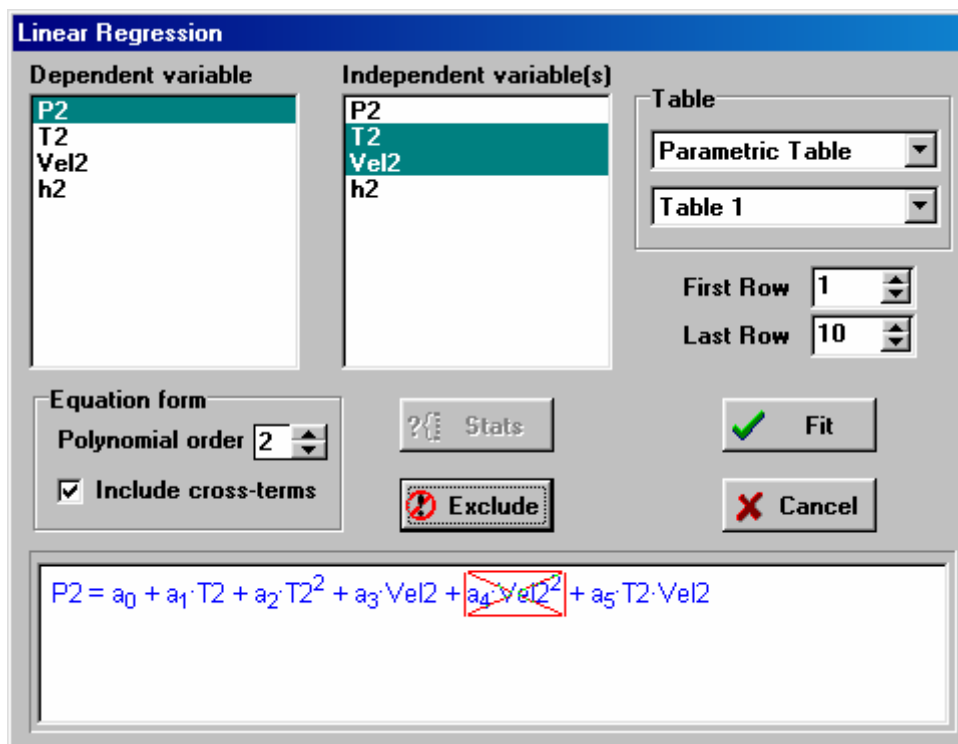 Linear Regression
Dependent variable
P2
T2
Vel2
h2
Independent variable(s)
P2
T2
Vel2
h2
Table
Parametric Table
Table 1
First Row 1
Last Row 10
Equation form
Polynomial order 2
Include cross-terms
?{ Stats
Fit
Exclude
Cancel
P2 = a₀ + a₁·T2 + a₂·T2² + a₃·Vel2 + a₄·Vel2² + a₅·T2·Vel2